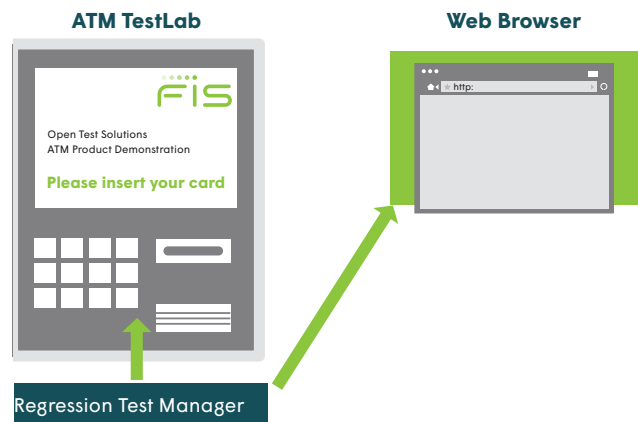 ATM TestLab
FIS
Open Test Solutions
ATM Product Demonstration
Please insert your card
Regression Test Manager
Web Browser
http: